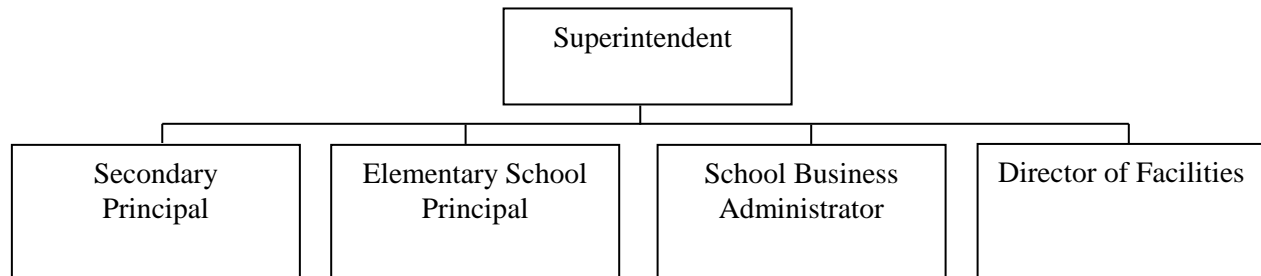 Superintendent
Secondary
Principal
Elementary School
Principal
School Business
Administrator
Director of Facilities